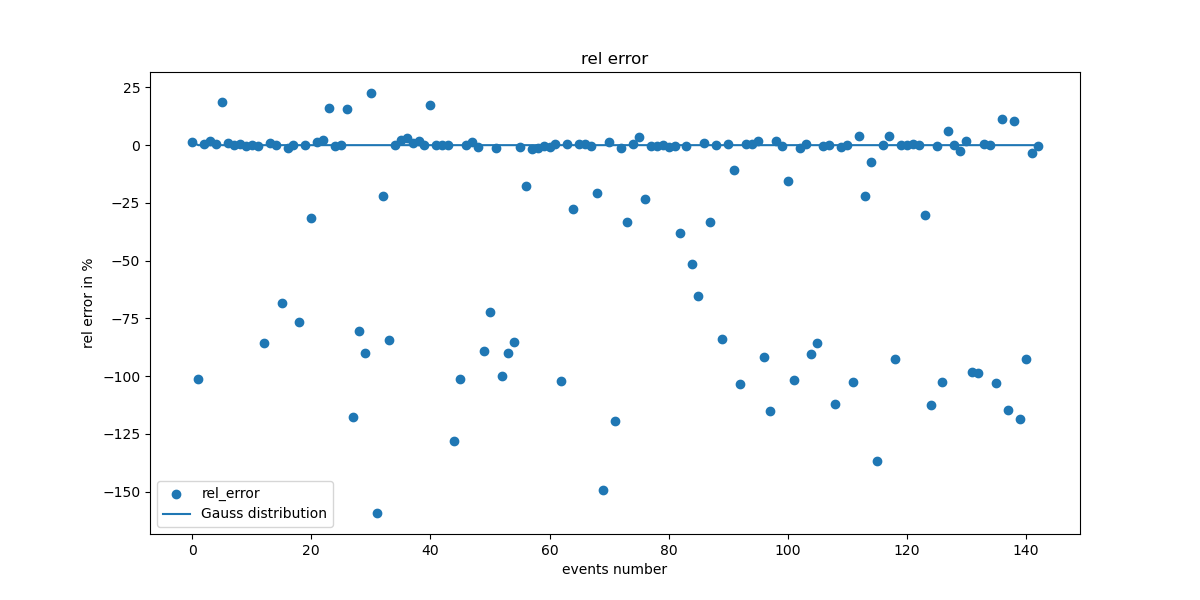 rel error
25
0
−25
−50
−75
−100
−125
−150
rel error in %
rel_error
Gauss distribution
0 20 40 60 80 100 120 140
events number